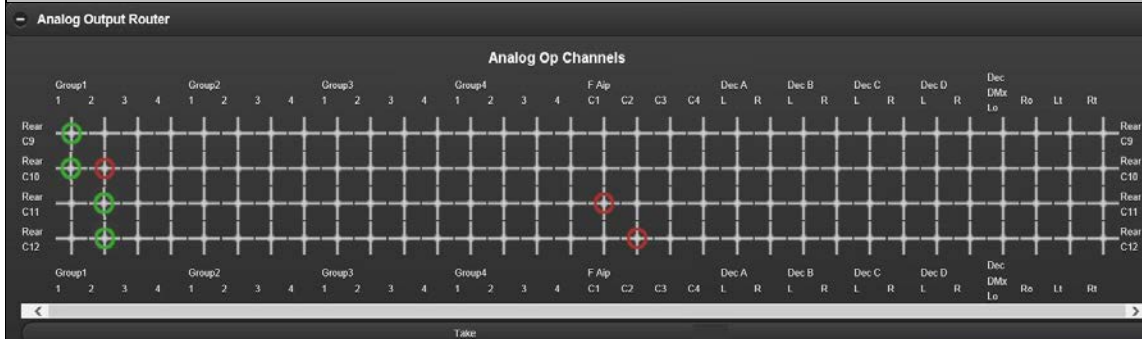 Analog Output Router
Analog Op Channels
Group1 Group2 Group3 Group4 F Aip Dec A Dec B Dec C Dec D Dec DMx
1 2 3 4 1 2 3 4 1 2 3 4 1 2 3 4 C1 C2 C3 C4 L R L R L R L R Lo Ro Lt Rt
Rear C9 Rear C9
Rear C10 Rear C10
Rear C11 Rear C11
Rear C12 Rear C12
Group1 Group2 Group3 Group4 F Aip Dec A Dec B Dec C Dec D Dec DMx
1 2 3 4 1 2 3 4 1 2 3 4 1 2 3 4 C1 C2 C3 C4 L R L R L R L R Lo Ro Lt Rt
Take